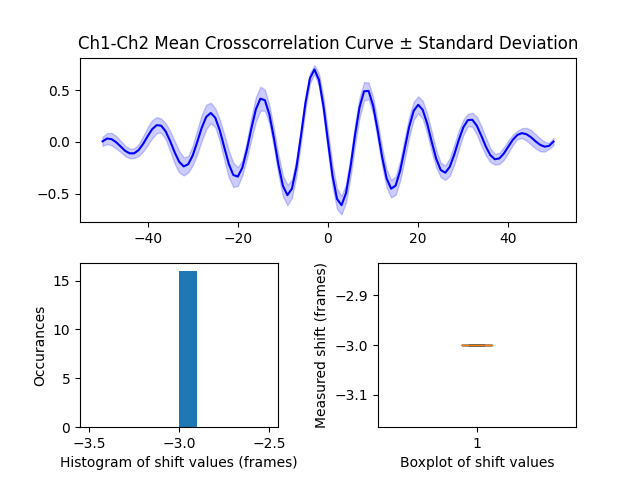 Ch1-Ch2 Mean Crosscorrelation Curve ± Standard Deviation
0.5
0.0
−0.5
−40 −20 0 20 40
Occurances
15
10
5
0
−3.5 −3.0 −2.5
Histogram of shift values (frames)
Measured shift (frames)
−2.9
−3.0
−3.1
1
Boxplot of shift values